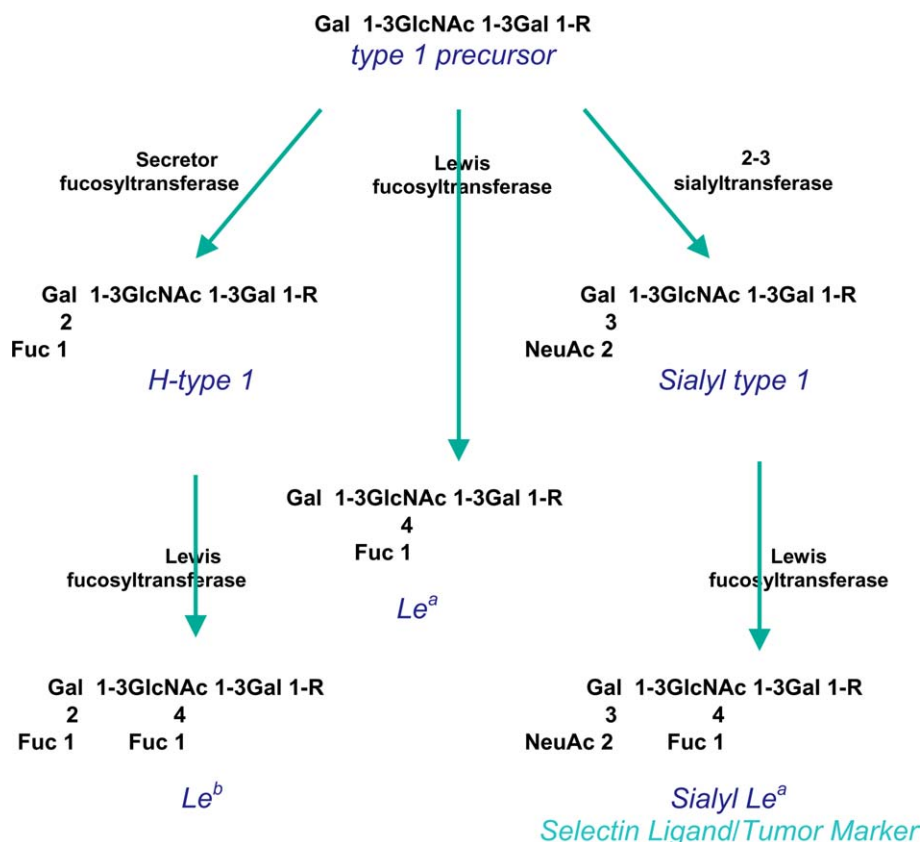 Gal 1-3GlcNAc 1-3Gal 1-R
type 1 precursor
Secretor
fucosyltransferase
Lewis
fucosyltransferase
2-3
sialyltransferase
Gal 1-3GlcNAc 1-3Gal 1-R
2
Fuc 1
H-type 1
Gal 1-3GlcNAc 1-3Gal 1-R
3
NeuAc 2
Sialyl type 1
Gal 1-3GlcNAc 1-3Gal 1-R
4
Fuc 1
Le^a
Lewis
fucosyltransferase
Lewis
fucosyltransferase
Gal 1-3GlcNAc 1-3Gal 1-R
2 4
Fuc 1 Fuc 1
Le^b
Gal 1-3GlcNAc 1-3Gal 1-R
3 4
NeuAc 2 Fuc 1
Sialyl Le^a
Selectin Ligand/Tumor Marker